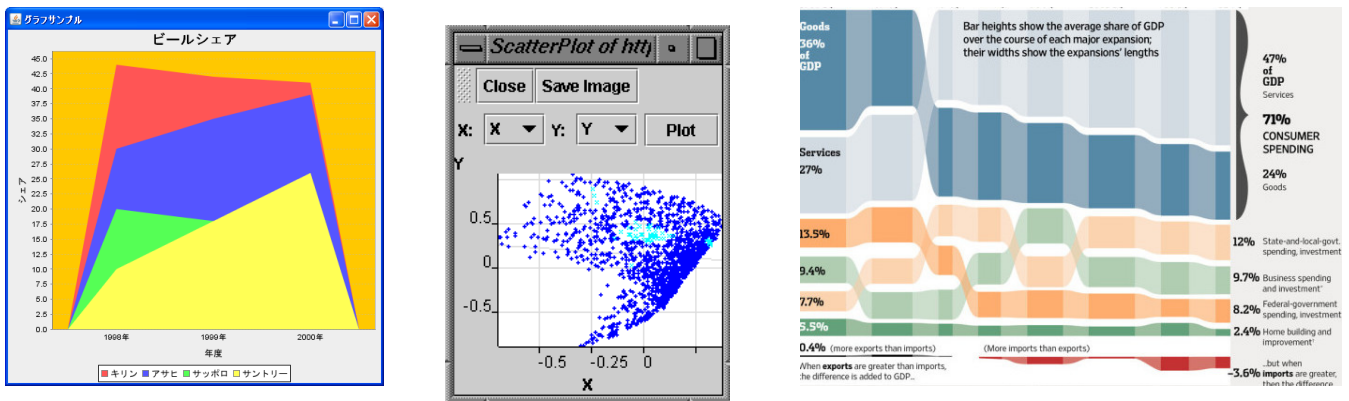 グラフサンプル
ビールシェア
シェア
45.0
42.5
40.0
37.5
35.0
32.5
30.0
27.5
25.0
22.5
20.0
17.5
15.0
12.5
10.0
7.5
5.0
2.5
0.0
1998年 1999年 2000年
年度
キリン アサヒ サッポロ サントリー
ScatterPlot of http
Close Save Image
X: X Y: Y Plot
Y
0.5
0
-0.5
-0.5 -0.25 0
X
Goods
36%
of
GDP
Services
27%
13.5%
9.4%
7.7%
5.5%
0.4% (more exports than imports)
When exports are greater than imports,
the difference is added to GDP...
Bar heights show the average share of GDP
over the course of each major expansion;
their widths show the expansions' lengths
(More imports than exports)
47%
of
GDP
Services
71%
CONSUMER
SPENDING
24%
Goods
12% State-and-local-govt.
spending, investment
9.7% Business spending
and investment†
8.2% Federal-government
spending, investment
2.4% Home building and
improvement†
-3.6% ...but when
imports are greater,
then the difference